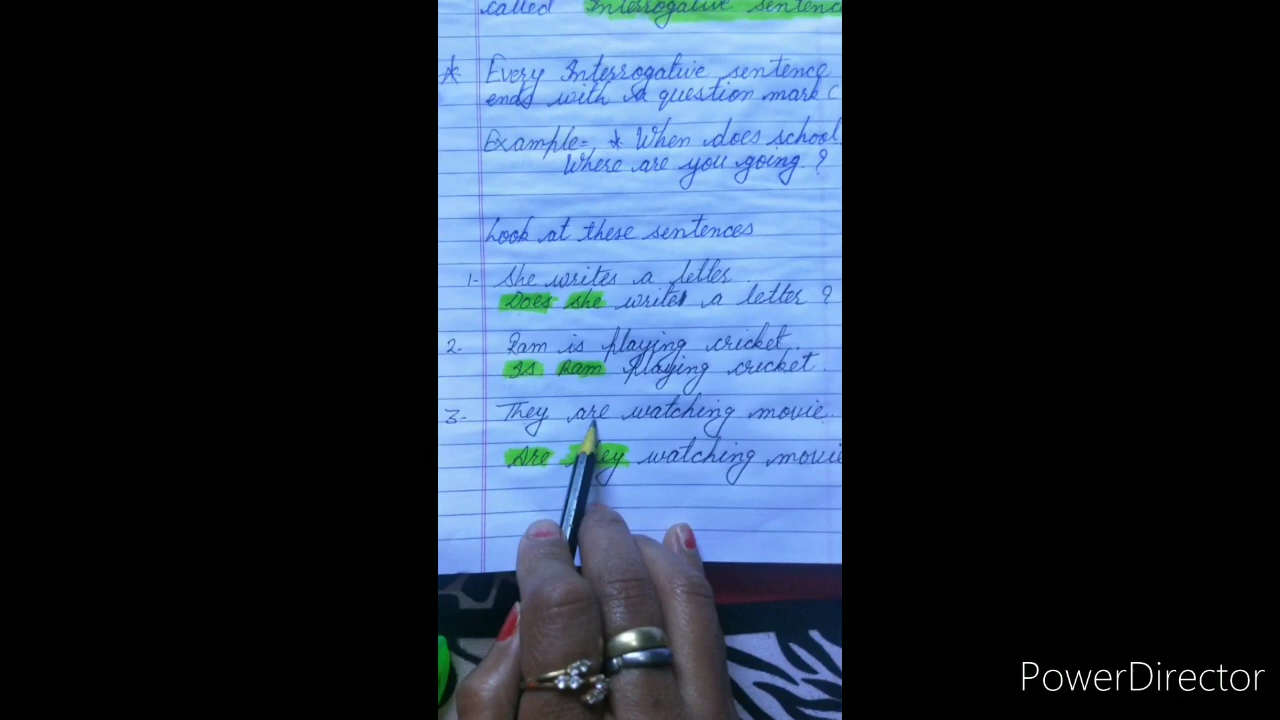 called Interrogative sentenc
* Every Interrogative sentence
ends with a question mark (
Example= * When does school
Where are you going ?
Look at these sentences
1- She writes a letter .
Does she write a letter ?
2- Ram is playing cricket .
Is Ram playing cricket .
3- They are watching movie .
Are they watching movie
PowerDirector